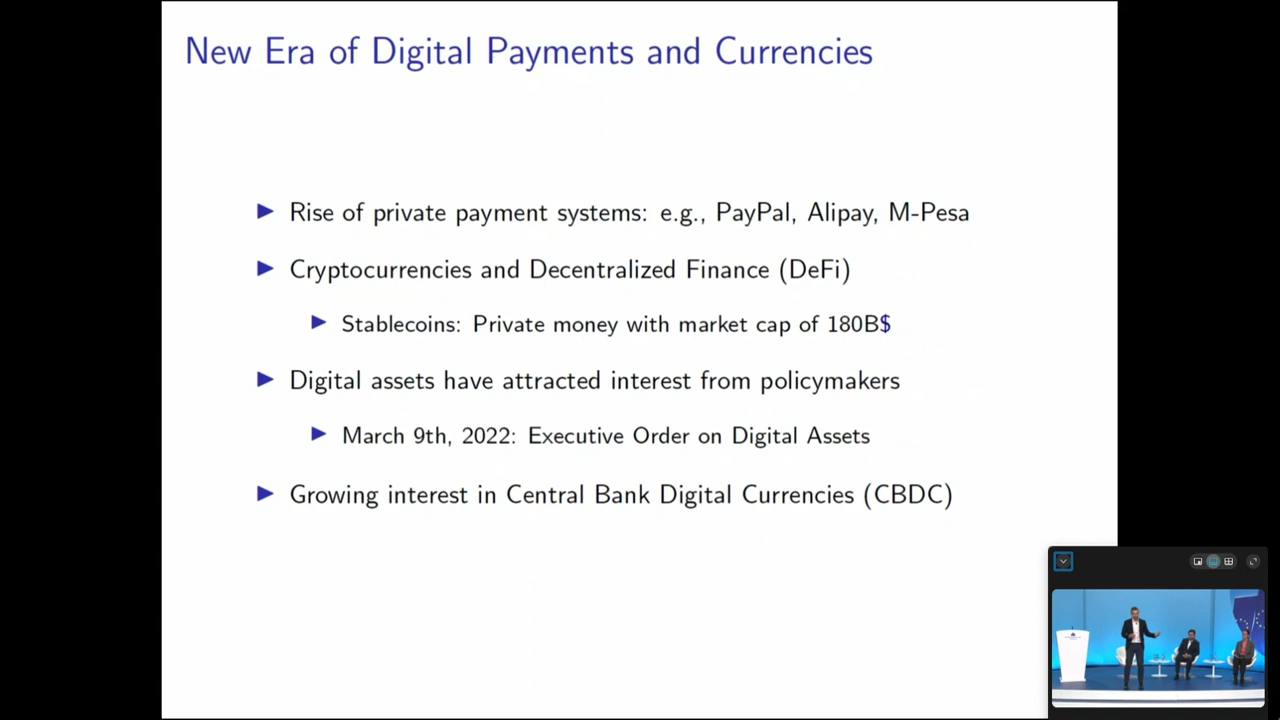 New Era of Digital Payments and Currencies
▶ Rise of private payment systems: e.g., PayPal, Alipay, M-Pesa
▶ Cryptocurrencies and Decentralized Finance (DeFi)
▶ Stablecoins: Private money with market cap of 180B$
▶ Digital assets have attracted interest from policymakers
▶ March 9th, 2022: Executive Order on Digital Assets
▶ Growing interest in Central Bank Digital Currencies (CBDC)